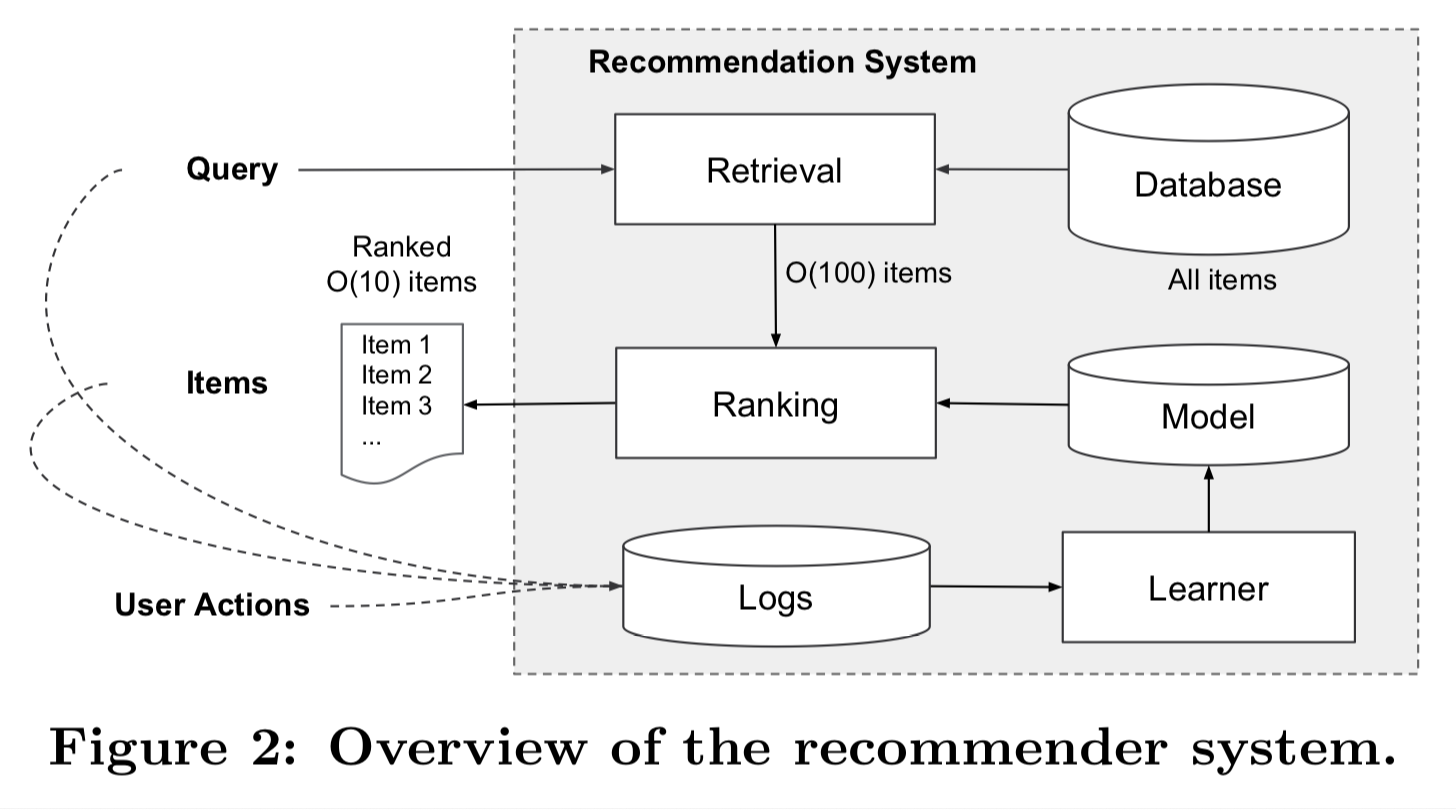 Recommendation System
Query
Retrieval
Database
Ranked
O(10) items
O(100) items
All items
Items
Item 1
Item 2
Item 3
...
Ranking
Model
User Actions
Logs
Learner
Figure 2: Overview of the recommender system.